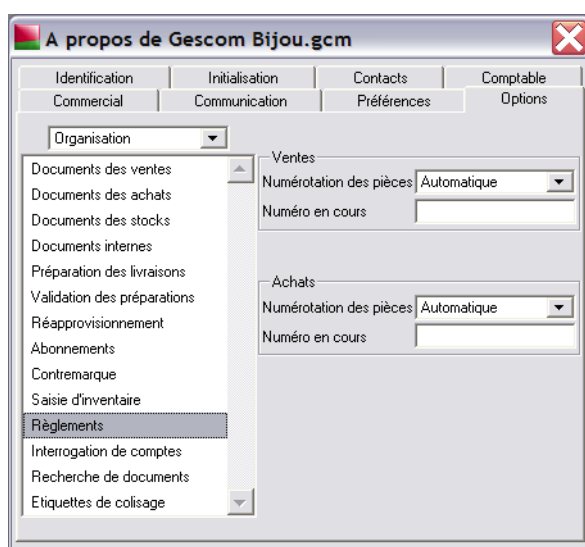 A propos de Gescom Bijou.gcm
Identification
Initialisation
Contacts
Comptable
Commercial
Communication
Préférences
Options
Organisation
Documents des ventes
Documents des achats
Documents des stocks
Documents internes
Préparation des livraisons
Validation des préparations
Réapprovisionnement
Abonnements
Contremarque
Saisie d'inventaire
Règlements
Interrogation de comptes
Recherche de documents
Etiquettes de colisage
Ventes
Numérotation des pièces Automatique
Numéro en cours
Achats
Numérotation des pièces Automatique
Numéro en cours